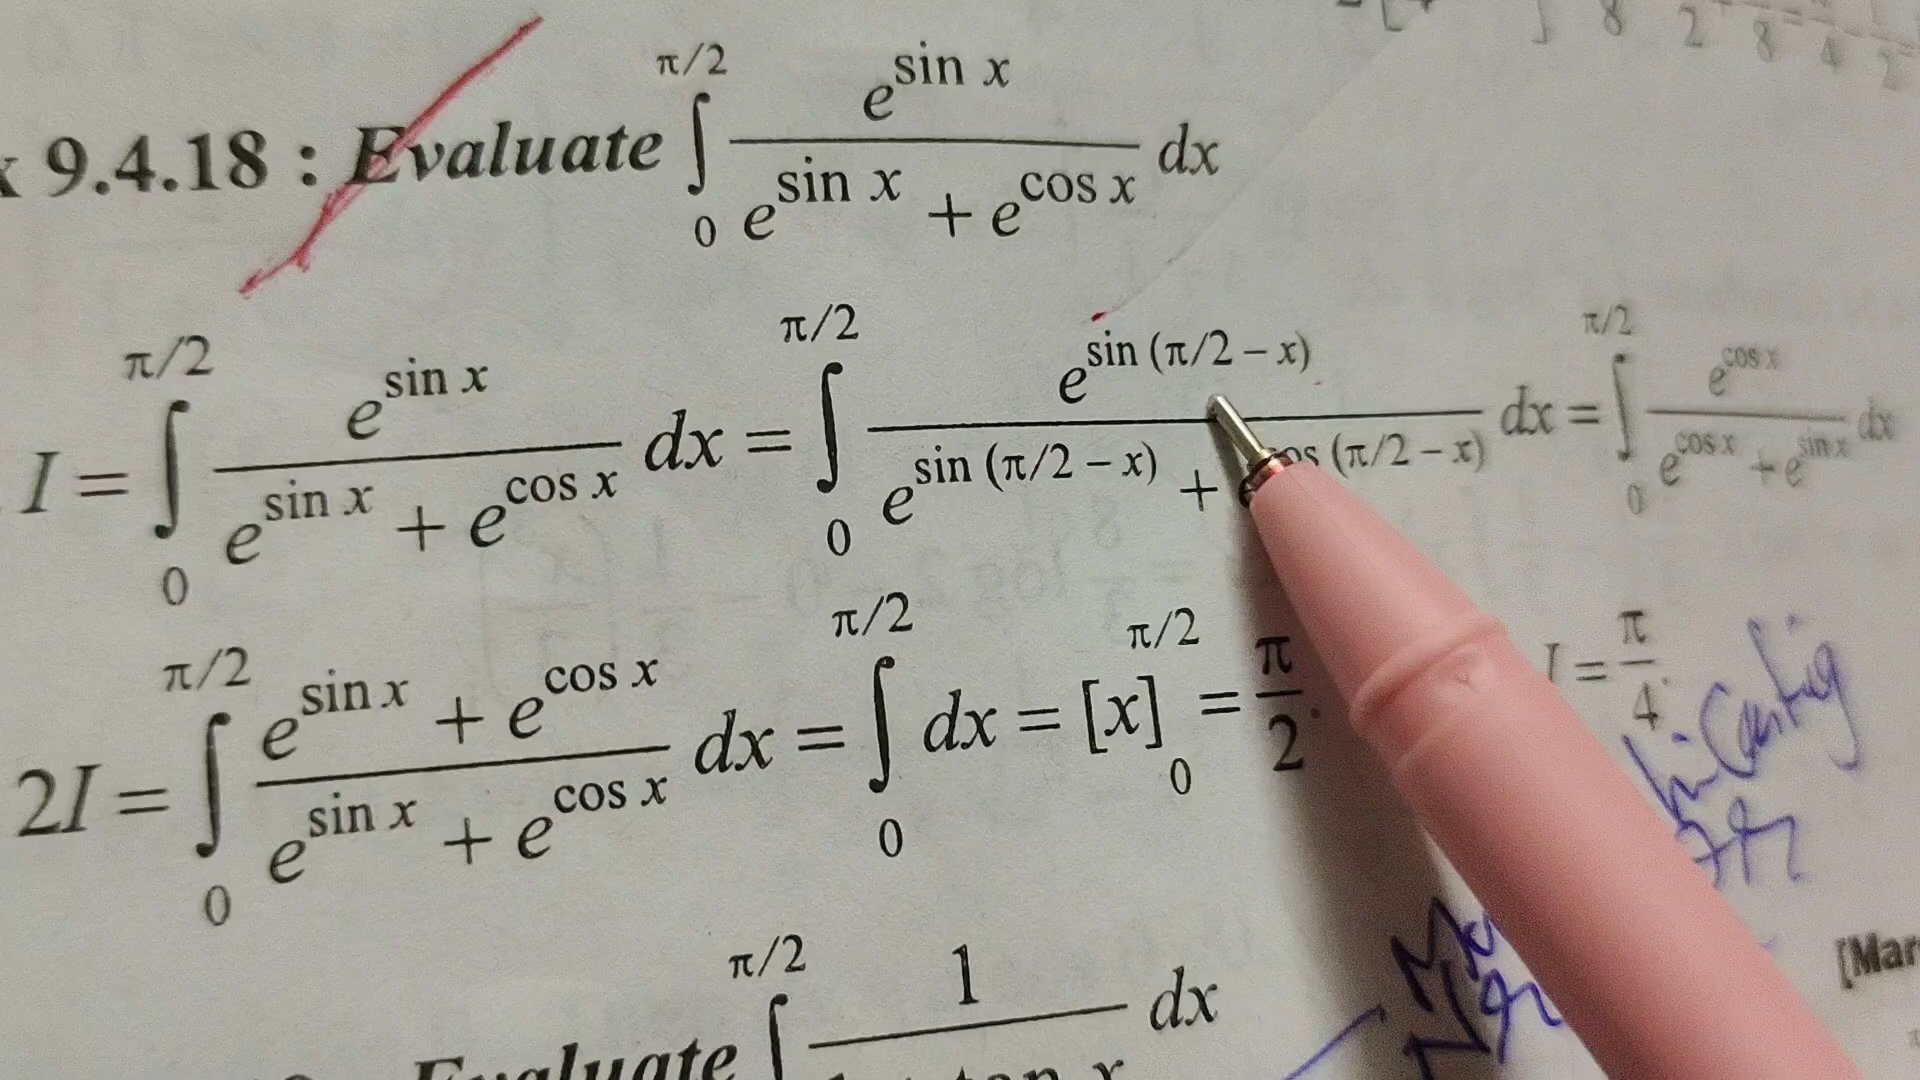 9.4.18 : Evaluate ∫₀^{π/2} e^{sin x} / (e^{sin x} + e^{cos x}) dx
I = ∫₀^{π/2} e^{sin x} / (e^{sin x} + e^{cos x}) dx = ∫₀^{π/2} e^{sin (π/2 – x)} / (e^{sin (π/2 – x)} + e^{cos (π/2 – x)}) dx = ∫₀^{π/2} e^{cos x} / (e^{cos x} + e^{sin x}) dx
2I = ∫₀^{π/2} (e^{sin x} + e^{cos x}) / (e^{sin x} + e^{cos x}) dx = ∫₀^{π/2} dx = [x]₀^{π/2} = π/2. I = π/4.
[Mar
Evaluate ∫^{π/2} 1 / tan x dx